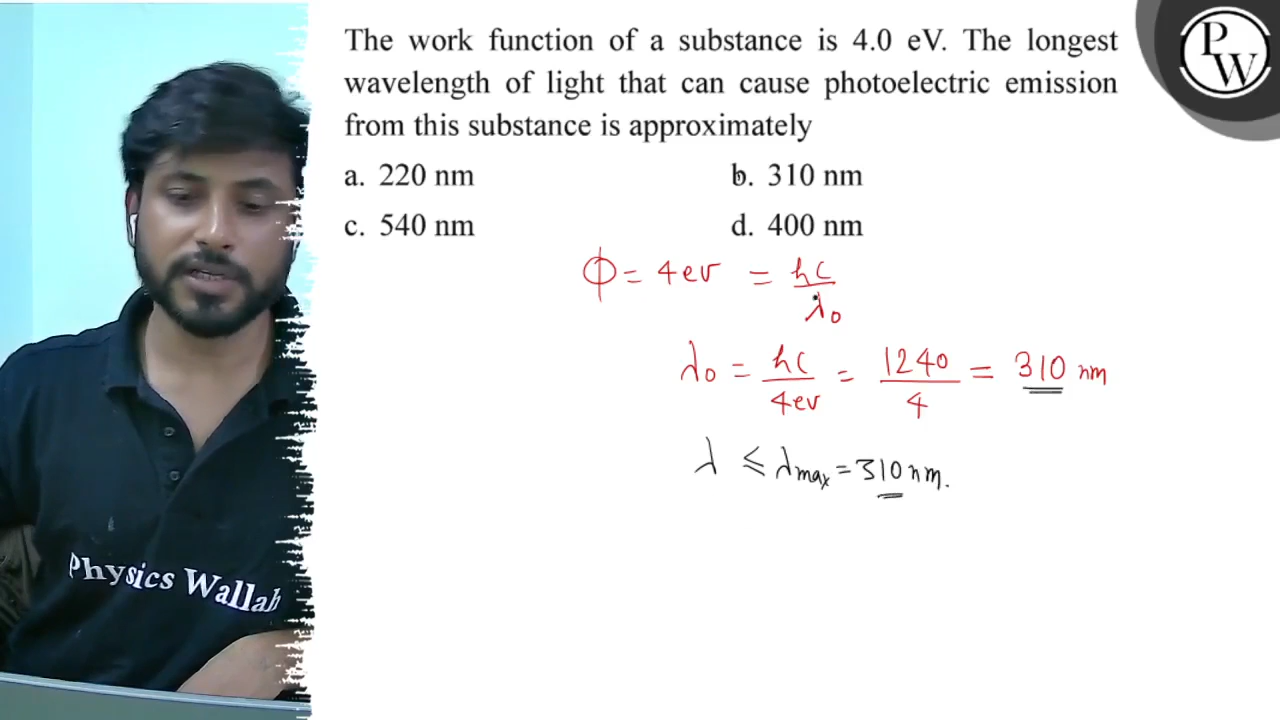 The work function of a substance is 4.0 eV. The longest
wavelength of light that can cause photoelectric emission
from this substance is approximately
a. 220 nm b. 310 nm
c. 540 nm d. 400 nm
ϕ = 4 ev = hc/λ₀
λ₀ = hc/4ev = 1240/4 = 310 nm
λ ≤ λmax = 310 nm.
Physics Wallah
PW